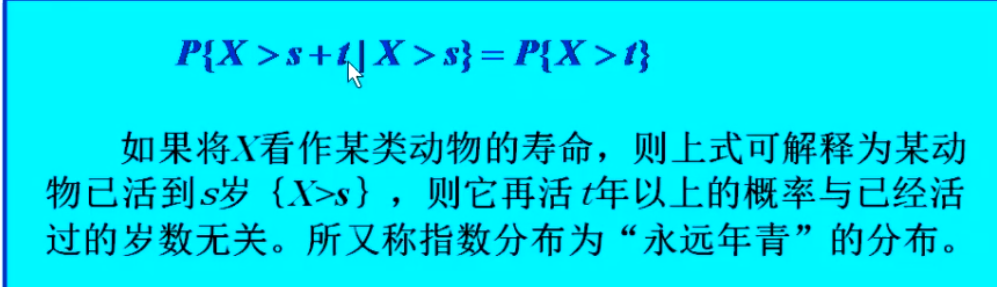 P{X > s + t | X > s} = P{X > t}
如果将X看作某类动物的寿命，则上式可解释为某动
物已活到s岁｛X>s｝，则它再活 t年以上的概率与已经活
过的岁数无关。所又称指数分布为“永远年青”的分布。